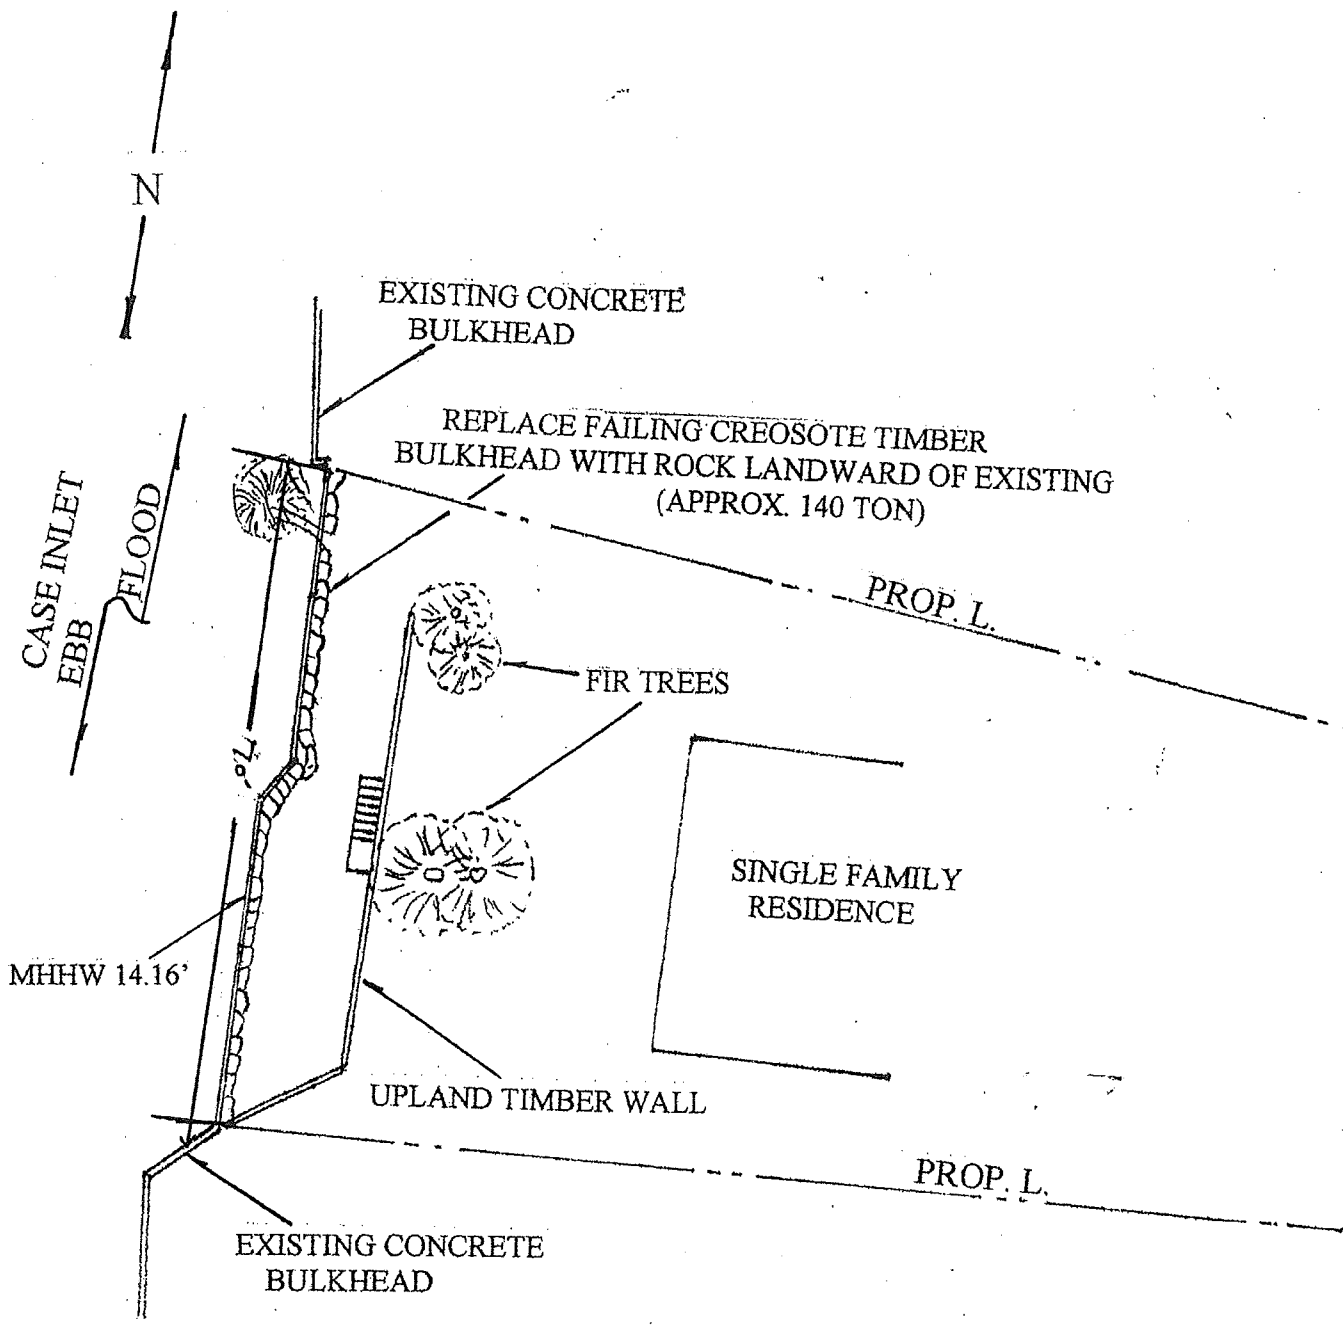 N
EXISTING CONCRETE
BULKHEAD
REPLACE FAILING CREOSOTE TIMBER
BULKHEAD WITH ROCK LANDWARD OF EXISTING
(APPROX. 140 TON)
CASE INLET
EBB
FLOOD
PROP. L.
FIR TREES
SINGLE FAMILY
RESIDENCE
MHHW 14.16’
UPLAND TIMBER WALL
PROP. L.
EXISTING CONCRETE
BULKHEAD